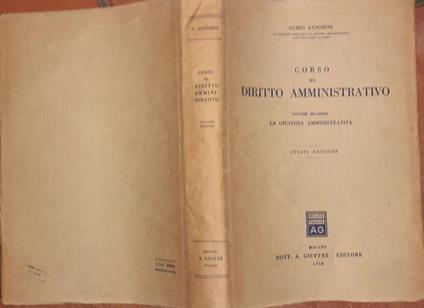 GUIDO ZANOBINI
CORSO
DI
DIRITTO AMMINISTRATIVO
VOLUME SECONDO
LA GIUSTIZIA AMMINISTRATIVA
OTTAVA EDIZIONE
AG
MILANO
DOTT. A. GIUFFRÈ - EDITORE
1958
G. ZANOBINI
CORSO
DI
DIRITTO
AMMINI-
STRATIVO
VOLUME
SECONDO
EDITORE
A. GIUFFRÈ
MILANO